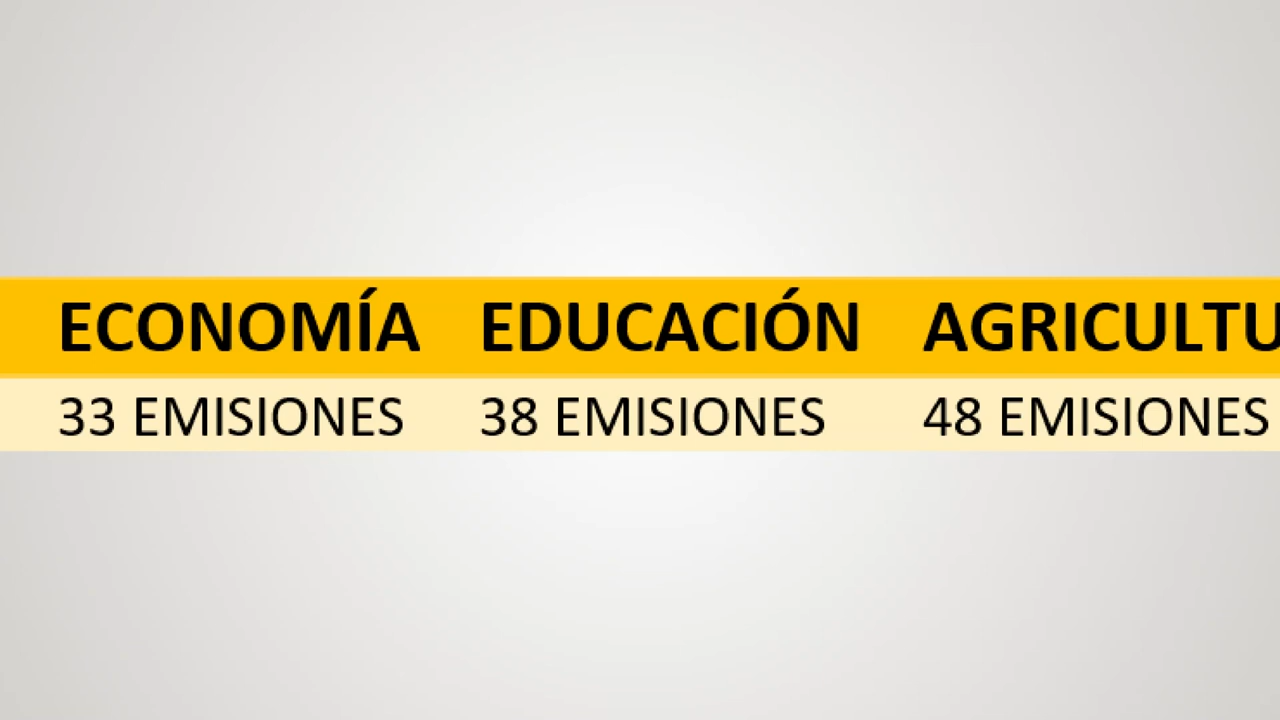 ECONOMÍA EDUCACIÓN AGRICULTU
33 EMISIONES 38 EMISIONES 48 EMISIONES